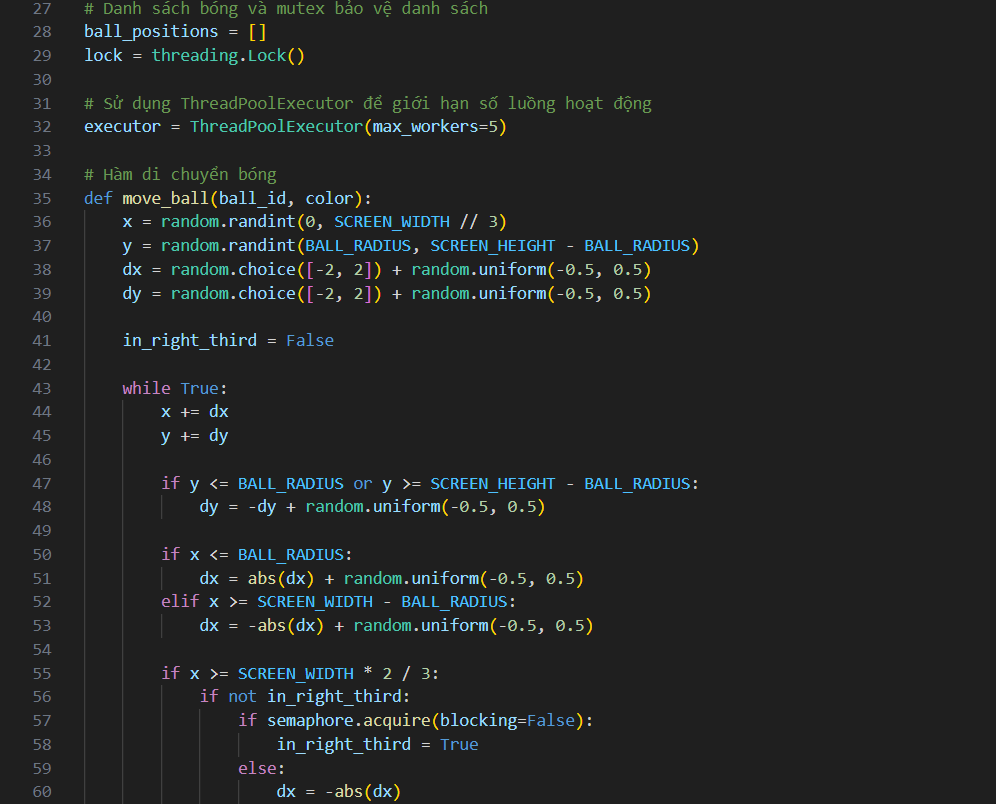 27 # Danh sách bóng và mutex bảo vệ danh sách
28 ball_positions = []
29 lock = threading.Lock()
30
31 # Sử dụng ThreadPoolExecutor để giới hạn số luồng hoạt động
32 executor = ThreadPoolExecutor(max_workers=5)
33
34 # Hàm di chuyển bóng
35 def move_ball(ball_id, color):
36     x = random.randint(0, SCREEN_WIDTH // 3)
37     y = random.randint(BALL_RADIUS, SCREEN_HEIGHT - BALL_RADIUS)
38     dx = random.choice([-2, 2]) + random.uniform(-0.5, 0.5)
39     dy = random.choice([-2, 2]) + random.uniform(-0.5, 0.5)
40
41     in_right_third = False
42
43     while True:
44         x += dx
45         y += dy
46
47         if y <= BALL_RADIUS or y >= SCREEN_HEIGHT - BALL_RADIUS:
48             dy = -dy + random.uniform(-0.5, 0.5)
49
50         if x <= BALL_RADIUS:
51             dx = abs(dx) + random.uniform(-0.5, 0.5)
52         elif x >= SCREEN_WIDTH - BALL_RADIUS:
53             dx = -abs(dx) + random.uniform(-0.5, 0.5)
54
55         if x >= SCREEN_WIDTH * 2 / 3:
56             if not in_right_third:
57                 if semaphore.acquire(blocking=False):
58                     in_right_third = True
59                 else:
60                     dx = -abs(dx)